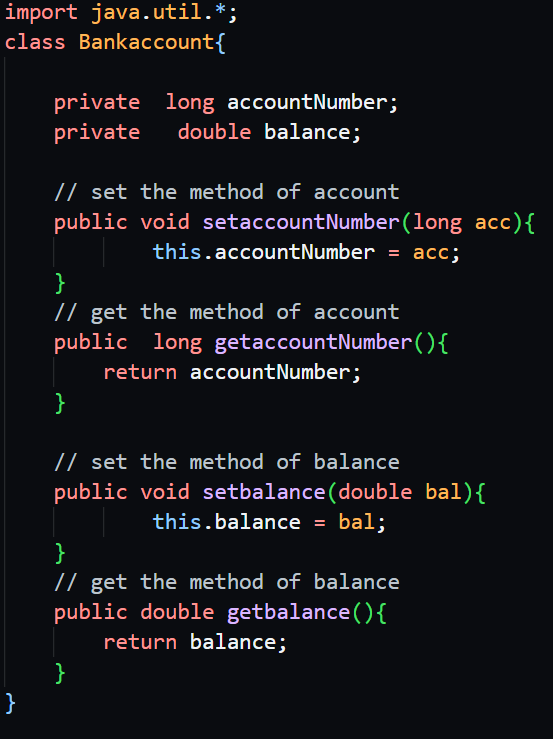 import java.util.*;
class Bankaccount{
    private  long accountNumber;
    private   double balance;
    // set the method of account
    public void setaccountNumber(long acc){
            this.accountNumber = acc;
    }
    // get the method of account
    public  long getaccountNumber(){
        return accountNumber;
    }
    // set the method of balance
    public void setbalance(double bal){
            this.balance = bal;
    }
    // get the method of balance
    public double getbalance(){
        return balance;
    }
}